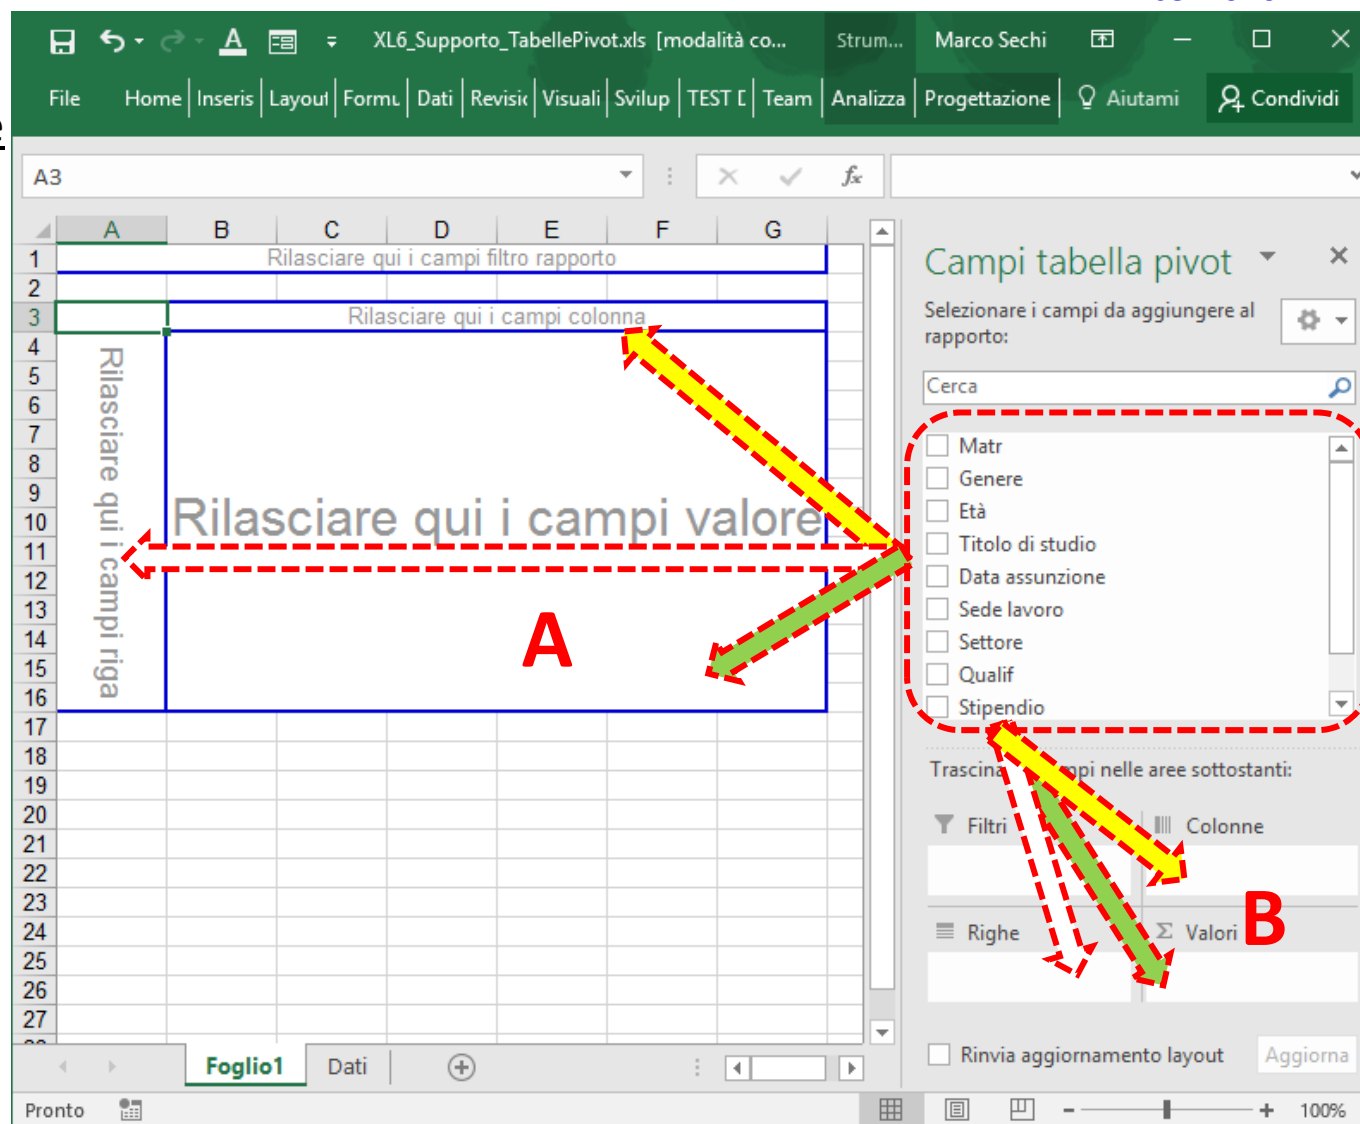 XL6_Supporto_TabellePivot.xls [modalità co... Strum... Marco Sechi
File Home Inseris Layout Formu Dati Revisic Visuali Svilup TEST Team Analizza Progettazione Aiutami Condividi
A3 fx
A B C D E F G
Campi tabella pivot
Selezionare i campi da aggiungere al
rapporto:
Cerca
Matr
Genere
Età
Titolo di studio
Data assunzione
Sede lavoro
Settore
Qualif
Stipendio
1 Rilasciare qui i campi filtro rapporto
2
3 Rilasciare qui i campi colonna
4
5
6
7
8
9
10 Rilasciare qui i campi valore
11
12
13
14
15
16
17
18
19
20
21
22
23
24
25
26
27
Rilasciare qui i campi riga
A
Filtri Colonne
B
Righe Σ Valori
nelle aree sottostanti:
Rinvia aggiornamento layout Aggiorna
Foglio1 Dati
Pronto 100%